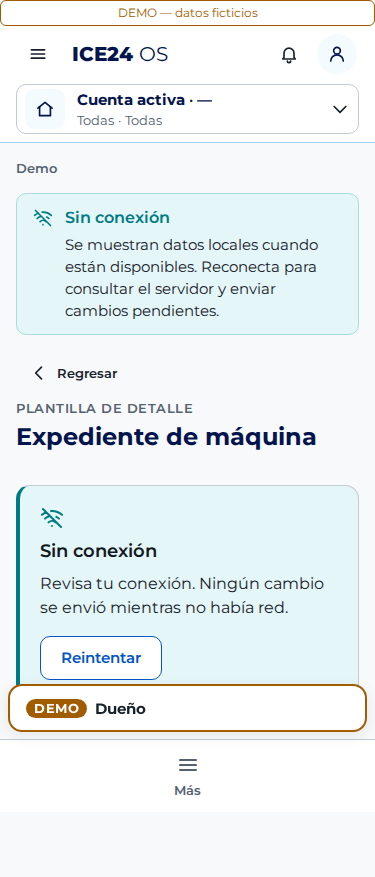 DEMO — datos ficticios
ICE24 OS
Cuenta activa · —
Todas · Todas
Demo
Sin conexión
Se muestran datos locales cuando
están disponibles. Reconecta para
consultar el servidor y enviar
cambios pendientes.
Regresar
PLANTILLA DE DETALLE
Expediente de máquina
Sin conexión
Revisa tu conexión. Ningún cambio
se envió mientras no había red.
Reintentar
DEMO Dueño
Más